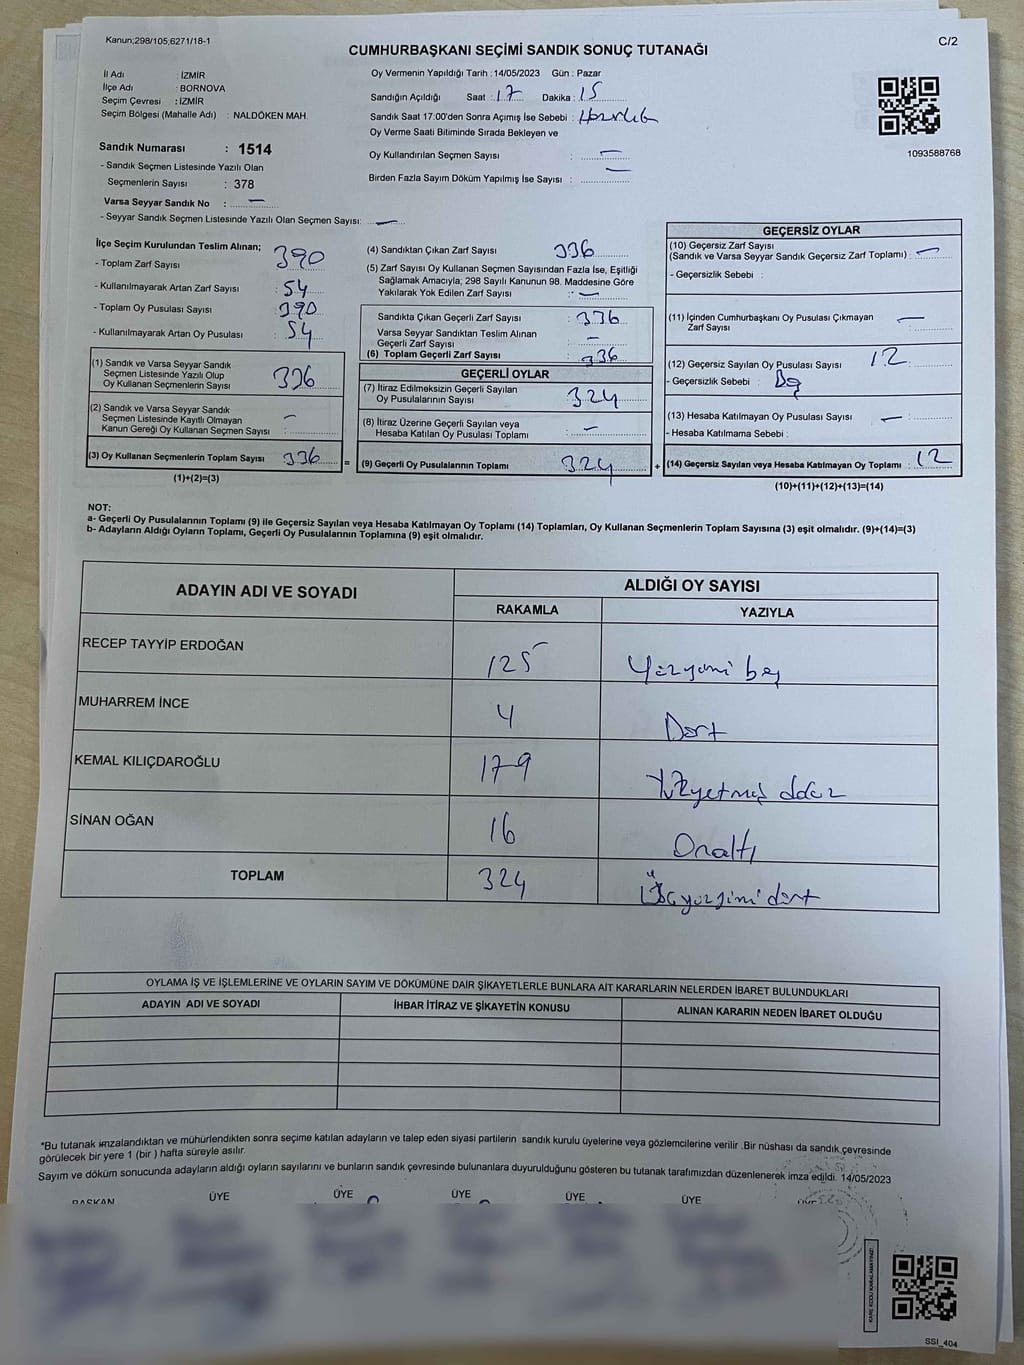 Kanun;298/105;6271/18-1
C/2
CUMHURBAŞKANI SEÇİMİ SANDIK SONUÇ TUTANAĞI
İl Adı : İZMİR
İlçe Adı : BORNOVA
Seçim Çevresi : İZMİR
Seçim Bölgesi (Mahalle Adı) : NALDÖKEN MAH.
Sandık Numarası : 1514
- Sandık Seçmen Listesinde Yazılı Olan
Seçmenlerin Sayısı : 378
Varsa Seyyar Sandık No : —
- Seyyar Sandık Seçmen Listesinde Yazılı Olan Seçmen Sayısı: —
Oy Vermenin Yapıldığı Tarih : 14/05/2023 Gün : Pazar
Sandığın Açıldığı Saat : 17 Dakika : 15
Sandık Saat 17:00'den Sonra Açımış İse Sebebi : Hazırlık
Oy Verme Saati Bitiminde Sırada Bekleyen ve
Oy Kullandırılan Seçmen Sayısı : —
Birden Fazla Sayım Döküm Yapılmış İse Sayısı : —
1093588768
İlçe Seçim Kurulundan Teslim Alınan;
- Toplam Zarf Sayısı : 390
- Kullanılmayarak Artan Zarf Sayısı : 54
- Toplam Oy Pusulası Sayısı : 390
- Kullanılmayarak Artan Oy Pusulası : 54
(1) Sandık ve Varsa Seyyar Sandık
Seçmen Listesinde Yazılı Olup
Oy Kullanan Seçmenlerin Sayısı 336
(2) Sandık ve Varsa Seyyar Sandık
Seçmen Listesinde Kayıtlı Olmayan
Kanun Gereği Oy Kullanan Seçmen Sayısı : —
(3) Oy Kullanan Seçmenlerin Toplam Sayısı 336 =
(1)+(2)=(3)
(4) Sandıktan Çıkan Zarf Sayısı 336
(5) Zarf Sayısı Oy Kullanan Seçmen Sayısından Fazla İse, Eşitliği
Sağlamak Amacıyla, 298 Sayılı Kanunun 98. Maddesine Göre
Yakılarak Yok Edilen Zarf Sayısı : —
Sandıkta Çıkan Geçerli Zarf Sayısı : 336
Varsa Seyyar Sandıktan Teslim Alınan
Geçerli Zarf Sayısı : —
(6) Toplam Geçerli Zarf Sayısı : 336
GEÇERLİ OYLAR
(7) İtiraz Edilmeksizin Geçerli Sayılan
Oy Pusulalarının Sayısı : 324
(8) İtiraz Üzerine Geçerli Sayılan veya
Hesaba Katılan Oy Pusulası Toplamı : —
(9) Geçerli Oy Pusulalarının Toplamı 324 +
GEÇERSİZ OYLAR
(10) Geçersiz Zarf Sayısı
(Sandık ve Varsa Seyyar Sandık Geçersiz Zarf Toplamı) : —
- Geçersizlik Sebebi :
(11) İçinden Cumhurbaşkanı Oy Pusulası Çıkmayan
Zarf Sayısı : —
(12) Geçersiz Sayılan Oy Pusulası Sayısı : 12
- Geçersizlik Sebebi :
(13) Hesaba Katılmayan Oy Pusulası Sayısı : —
- Hesaba Katılmama Sebebi :
(14) Geçersiz Sayılan veya Hesaba Katılmayan Oy Toplamı : 12
(10)+(11)+(12)+(13)=(14)
NOT:
a- Geçerli Oy Pusulalarının Toplamı (9) ile Geçersiz Sayılan veya Hesaba Katılmayan Oy Toplamı (14) Toplamları, Oy Kullanan Seçmenlerin Toplam Sayısına (3) eşit olmalıdır. (9)+(14)=(3)
b- Adayların Aldığı Oyların Toplamı, Geçerli Oy Pusulalarının Toplamına (9) eşit olmalıdır.
ADAYIN ADI VE SOYADI
ALDIĞI OY SAYISI
RAKAMLA YAZIYLA
RECEP TAYYİP ERDOĞAN 125 Yüzyirmi beş
MUHARREM İNCE 4 Dört
KEMAL KILIÇDAROĞLU 179 Yüzyetmiş dokuz
SİNAN OĞAN 16 Onaltı
TOPLAM 324 Üçyüzyirmi dört
OYLAMA İŞ VE İŞLEMLERİNE VE OYLARIN SAYIM VE DÖKÜMÜNE DAİR ŞİKAYETLERLE BUNLARA AİT KARARLARIN NELERDEN İBARET BULUNDUKLARI
ADAYIN ADI VE SOYADI İHBAR İTİRAZ VE ŞİKAYETİN KONUSU ALINAN KARARIN NEDEN İBARET OLDUĞU
*Bu tutanak imzalandıktan ve mühürlendikten sonra seçime katılan adayların ve talep eden siyasi partilerin sandık kurulu üyelerine veya gözlemcilerine verilir .Bir nüshası da sandık çevresinde
görülecek bir yere 1 (bir ) hafta süreyle asılır.
Sayım ve döküm sonucunda adayların aldığı oyların sayılarını ve bunların sandık çevresinde bulunanlara duyurulduğunu gösteren bu tutanak tarafımızdan düzenlenerek imza edildi. 14/05/2023
BAŞKAN ÜYE ÜYE ÜYE ÜYE ÜYE
KARE KODU KARALAMAYINIZ!
SSI_404